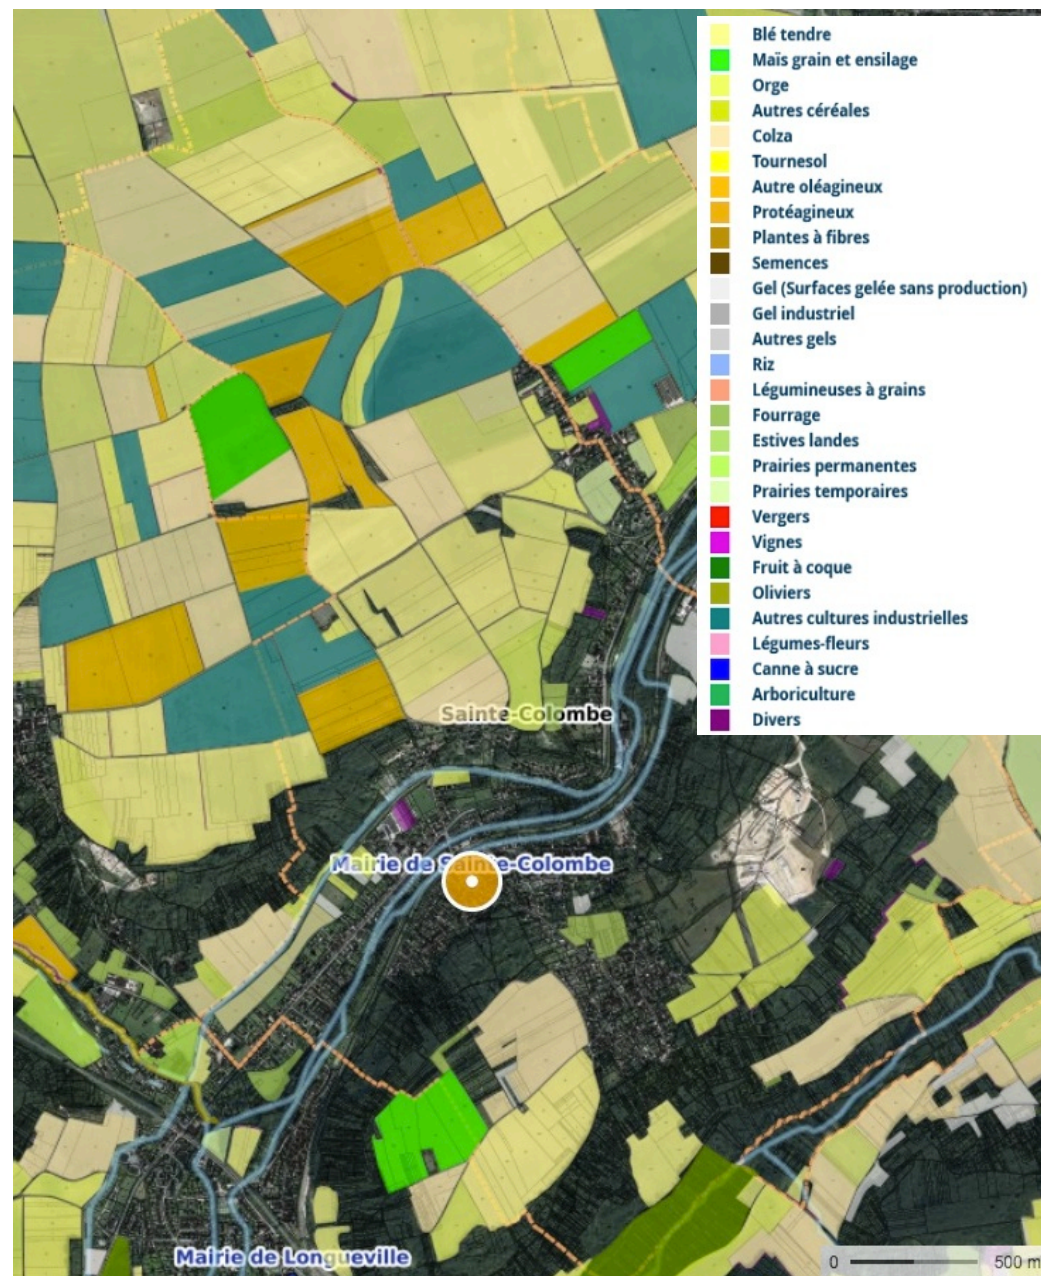 Blé tendre
Maïs grain et ensilage
Orge
Autres céréales
Colza
Tournesol
Autre oléagineux
Protéagineux
Plantes à fibres
Semences
Gel (Surfaces gelée sans production)
Gel industriel
Autres gels
Riz
Légumineuses à grains
Fourrage
Estives landes
Prairies permanentes
Prairies temporaires
Vergers
Vignes
Fruit à coque
Oliviers
Autres cultures industrielles
Légumes-fleurs
Canne à sucre
Arboriculture
Divers
Sainte-Colombe
Mairie de Sainte-Colombe
Mairie de Longueville
0 500 m